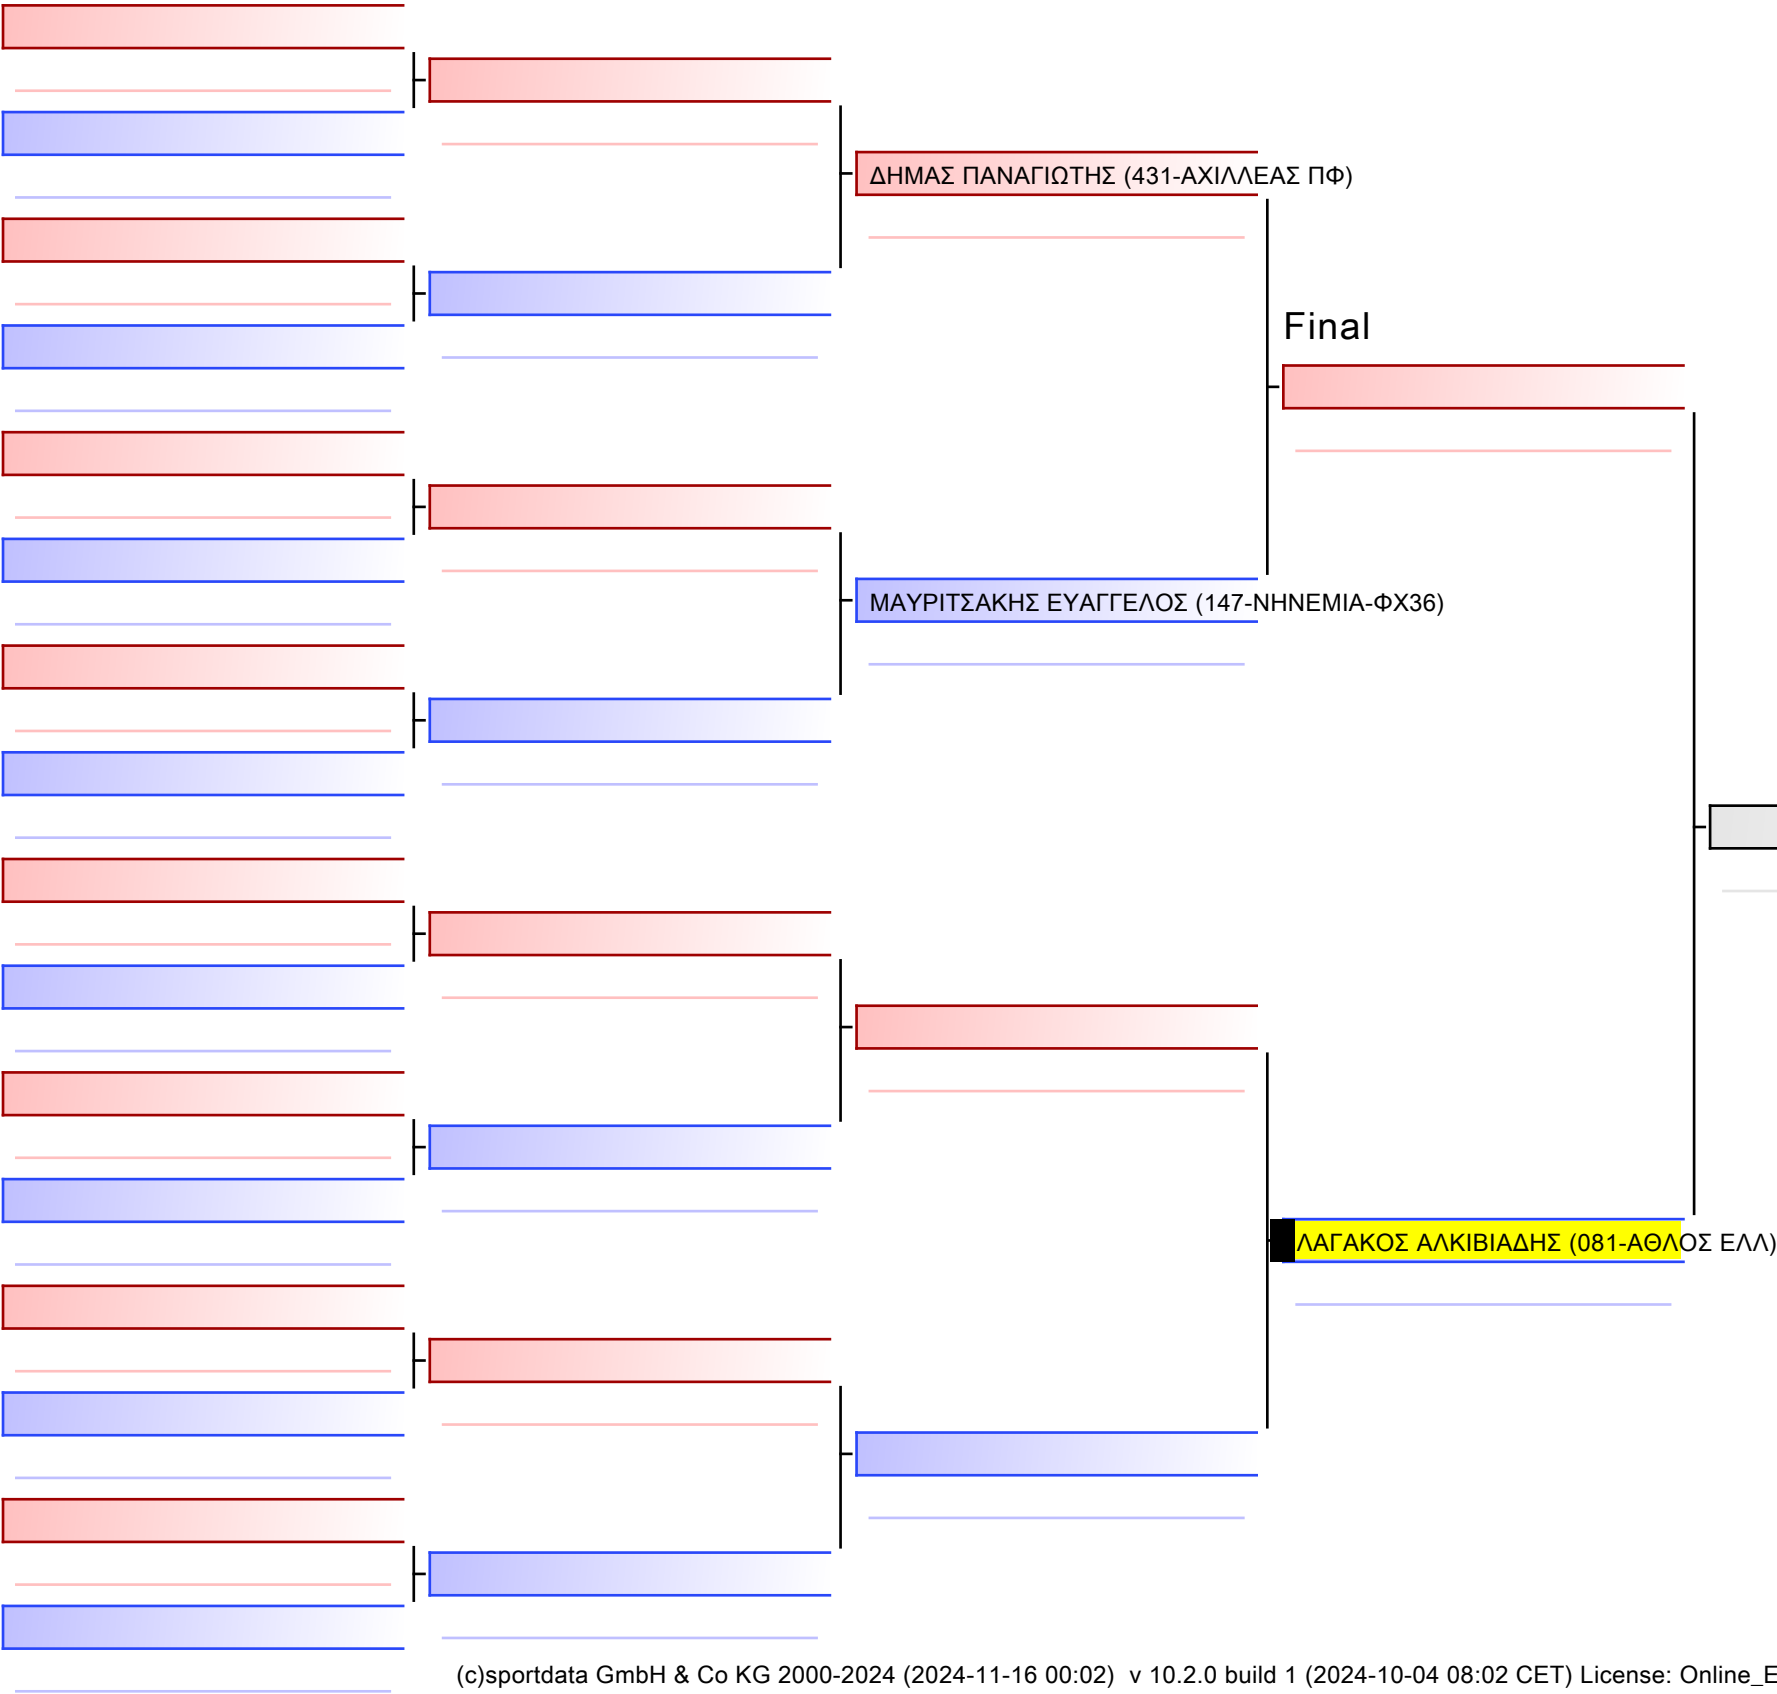 ΔΗΜΑΣ ΠΑΝΑΓΙΩΤΗΣ (431-ΑΧΙΛΛΕΑΣ ΠΦ)
Final
ΜΑΥΡΙΤΣΑΚΗΣ ΕΥΑΓΓΕΛΟΣ (147-ΝΗΝΕΜΙΑ-ΦΧ36)
ΛΑΓΑΚΟΣ ΑΛΚΙΒΙΑΔΗΣ (081-ΑΘΛΟΣ ΕΛΛ)
(c)sportdata GmbH & Co KG 2000-2024 (2024-11-16 00:02) v 10.2.0 build 1 (2024-10-04 08:02 CET) License: Online_E